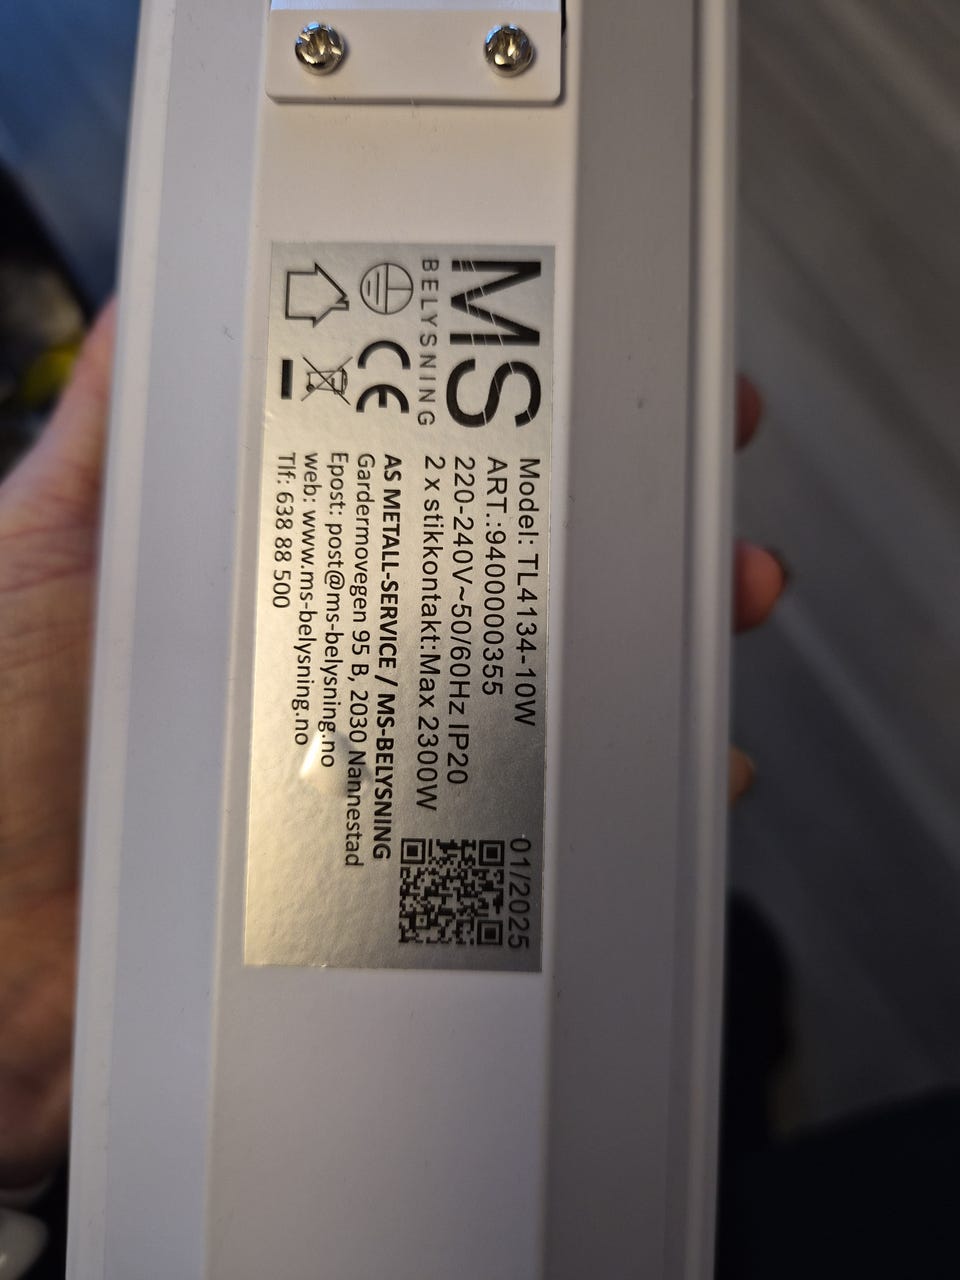 MS
BELYSNING
CE
Model: TL4134-10W
ART.:940000355
220-240V~50/60Hz IP20
2 x stikkontakt:Max 2300W
01/2025
AS METALL-SERVICE / MS-BELYSNING
Gardermovegen 95 B, 2030 Nannestad
Epost: post@ms-belysning.no
web: www.ms-belysning.no
Tlf: 638 88 500